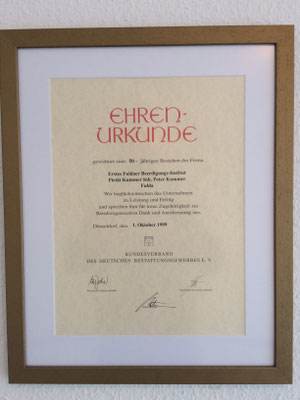 EHREN-
URKUNDE
gewidmet zum 50 - jährigen Bestehen der Firma
Erstes Fuldaer Beerdigungs-Institut
Pietät Kammer Inh. Peter Kammer
Fulda
Wir beglückwünschen das Unternehmen
zu Leistung und Erfolg
und sprechen ihm für treue Zugehörigkeit zur
Berufsorganisation Dank und Anerkennung aus.
Düsseldorf, den 1. Oktober 1999
BUNDESVERBAND
DES DEUTSCHEN BESTATTUNGSGEWERBES E. V.